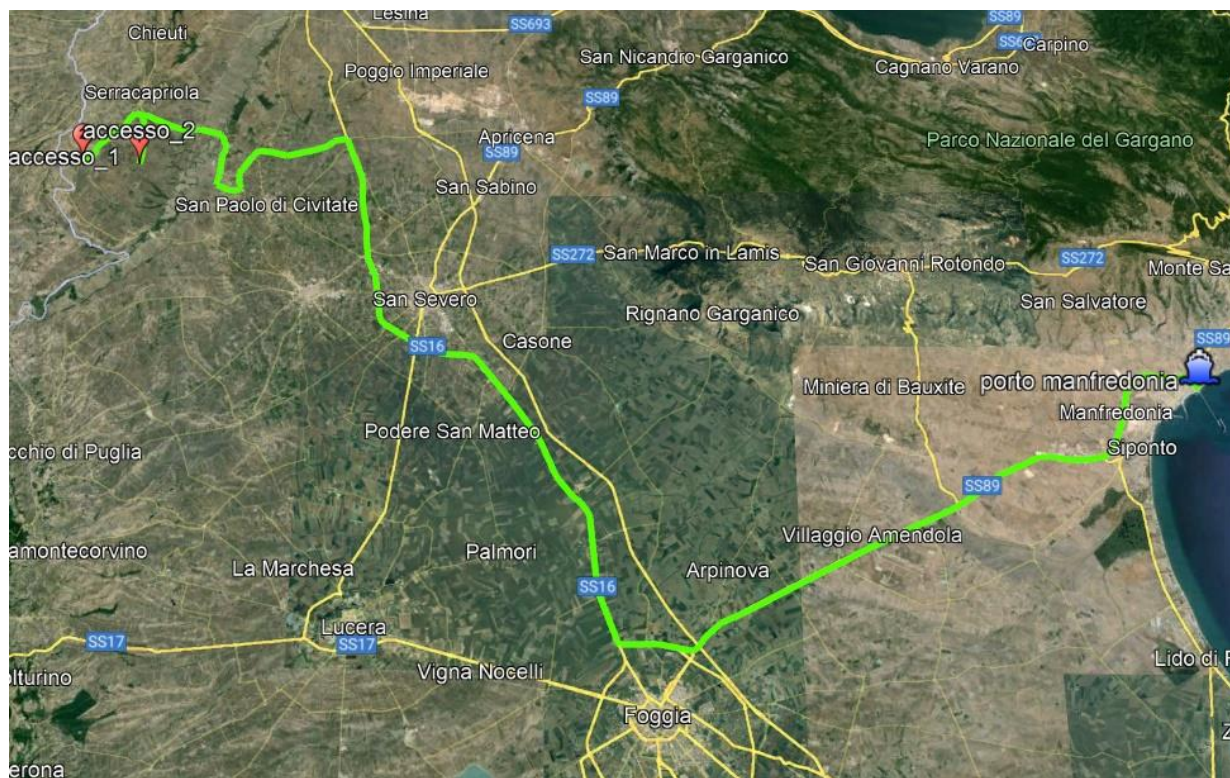 Lesina
SS693
SS89
Chieuti
Carpino
San Nicandro Garganico
Cagnano Varano
Poggio Imperiale
Serracapriola
SS89
accesso_2
Apricena
accesso_1
SS89
Parco Nazionale del Gargano
San Sabino
San Paolo di Civitate
SS272
San Marco in Lamis
San Giovanni Rotondo
SS272
Monte Sa
San Severo
San Salvatore
Rignano Garganico
SS16
Casone
SS89
porto manfredonia
Miniera di Bauxite
Manfredonia
Podere San Matteo
cchio di Puglia
Siponto
SS89
Villaggio Amendola
amontecorvino
Palmori
La Marchesa
Arpinova
SS16
Lucera
SS17
SS17
Vigna Nocelli
Lido di
olturino
Foggia
Z
erona